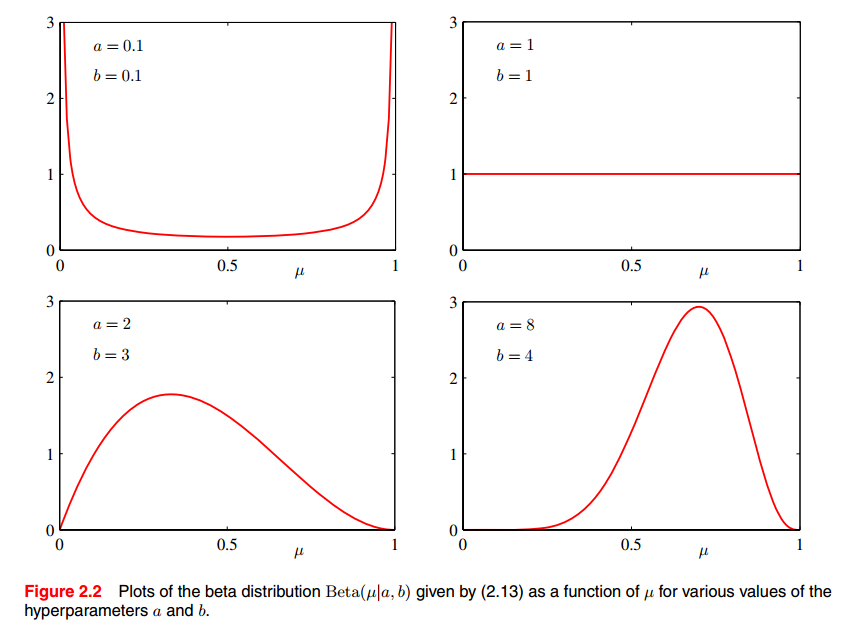 3
2
1
0
a = 0.1
b = 0.1
0
0.5
μ
1
3
2
1
0
a = 1
b = 1
0
0.5
μ
1
3
2
1
0
a = 2
b = 3
0
0.5
μ
1
3
2
1
0
a = 8
b = 4
0
0.5
μ
1
Figure 2.2 Plots of the beta distribution Beta(μ|a, b) given by (2.13) as a function of μ for various values of the
hyperparameters a and b.